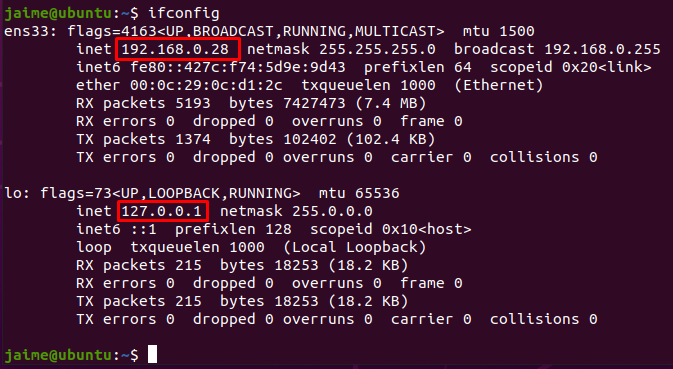 jaime@ubuntu:~$ ifconfig
ens33: flags=4163<UP,BROADCAST,RUNNING,MULTICAST>  mtu 1500
        inet 192.168.0.28  netmask 255.255.255.0  broadcast 192.168.0.255
        inet6 fe80::427c:f74:5d9e:9d43  prefixlen 64  scopeid 0x20<link>
        ether 00:0c:29:0c:d1:2c  txqueuelen 1000  (Ethernet)
        RX packets 5193  bytes 7427473 (7.4 MB)
        RX errors 0  dropped 0  overruns 0  frame 0
        TX packets 1374  bytes 102402 (102.4 KB)
        TX errors 0  dropped 0 overruns 0  carrier 0  collisions 0

lo: flags=73<UP,LOOPBACK,RUNNING>  mtu 65536
        inet 127.0.0.1  netmask 255.0.0.0
        inet6 ::1  prefixlen 128  scopeid 0x10<host>
        loop  txqueuelen 1000  (Local Loopback)
        RX packets 215  bytes 18253 (18.2 KB)
        RX errors 0  dropped 0  overruns 0  frame 0
        TX packets 215  bytes 18253 (18.2 KB)
        TX errors 0  dropped 0 overruns 0  carrier 0  collisions 0

jaime@ubuntu:~$